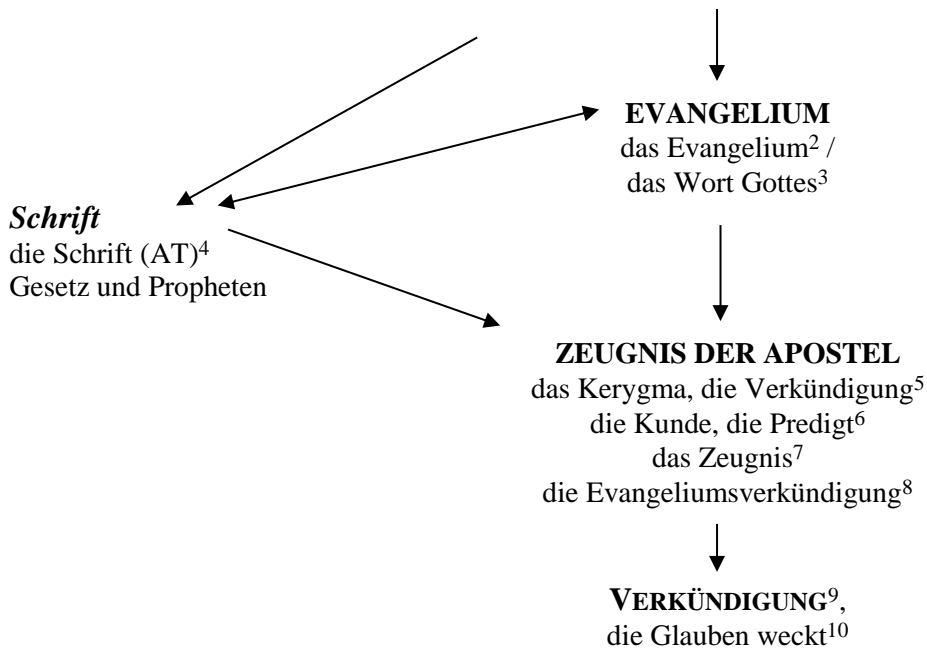 EVANGELIUM
das Evangelium² /
das Wort Gottes³
Schrift
die Schrift (AT)⁴
Gesetz und Propheten
ZEUGNIS DER APOSTEL
das Kerygma, die Verkündigung⁵
die Kunde, die Predigt⁶
das Zeugnis⁷
die Evangeliumsverkündigung⁸
VERKÜNDIGUNG⁹,
die Glauben weckt¹⁰